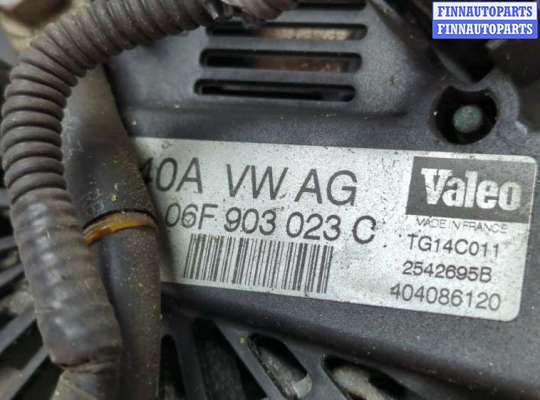 FINNAUTOPARTS
FINNAUTOPARTS
40A VW AG
06F 903 023 C
Valeo
MADE IN FRANCE
TG14C011
2542695B
404086120